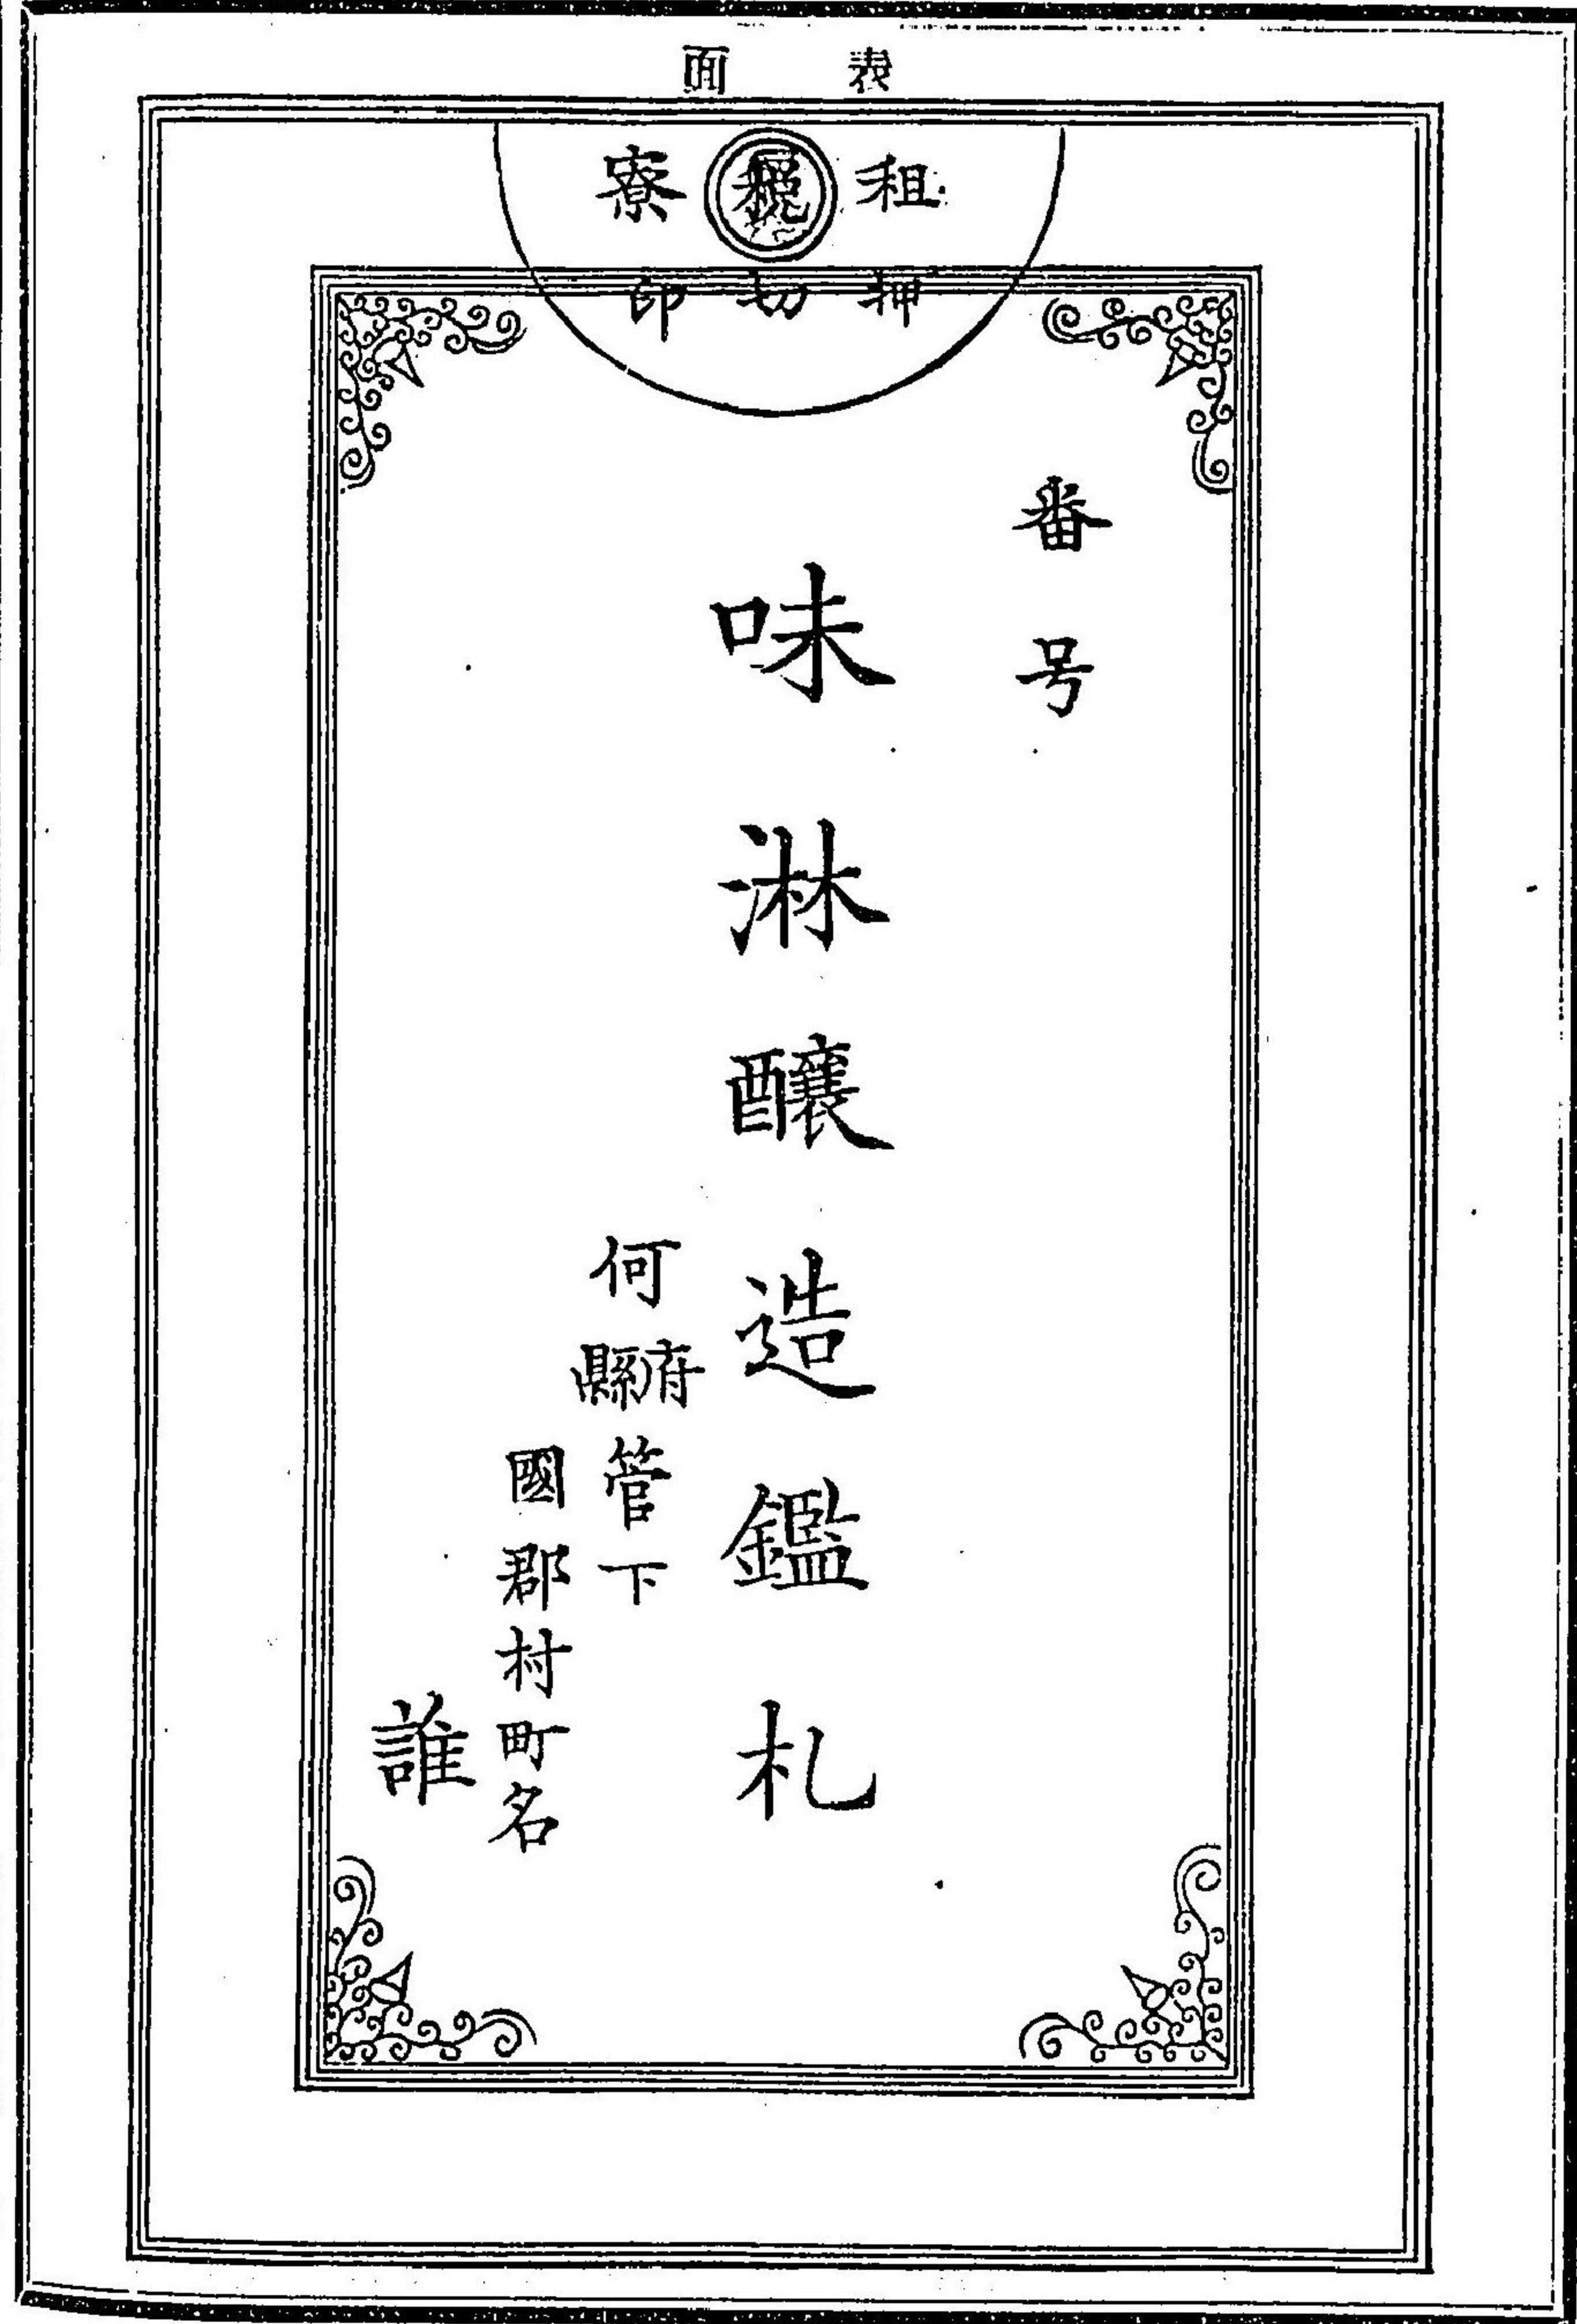 表面
租税寮
押切印
番号
味淋醸造鑑札
何府縣管下
國郡村町名
誰